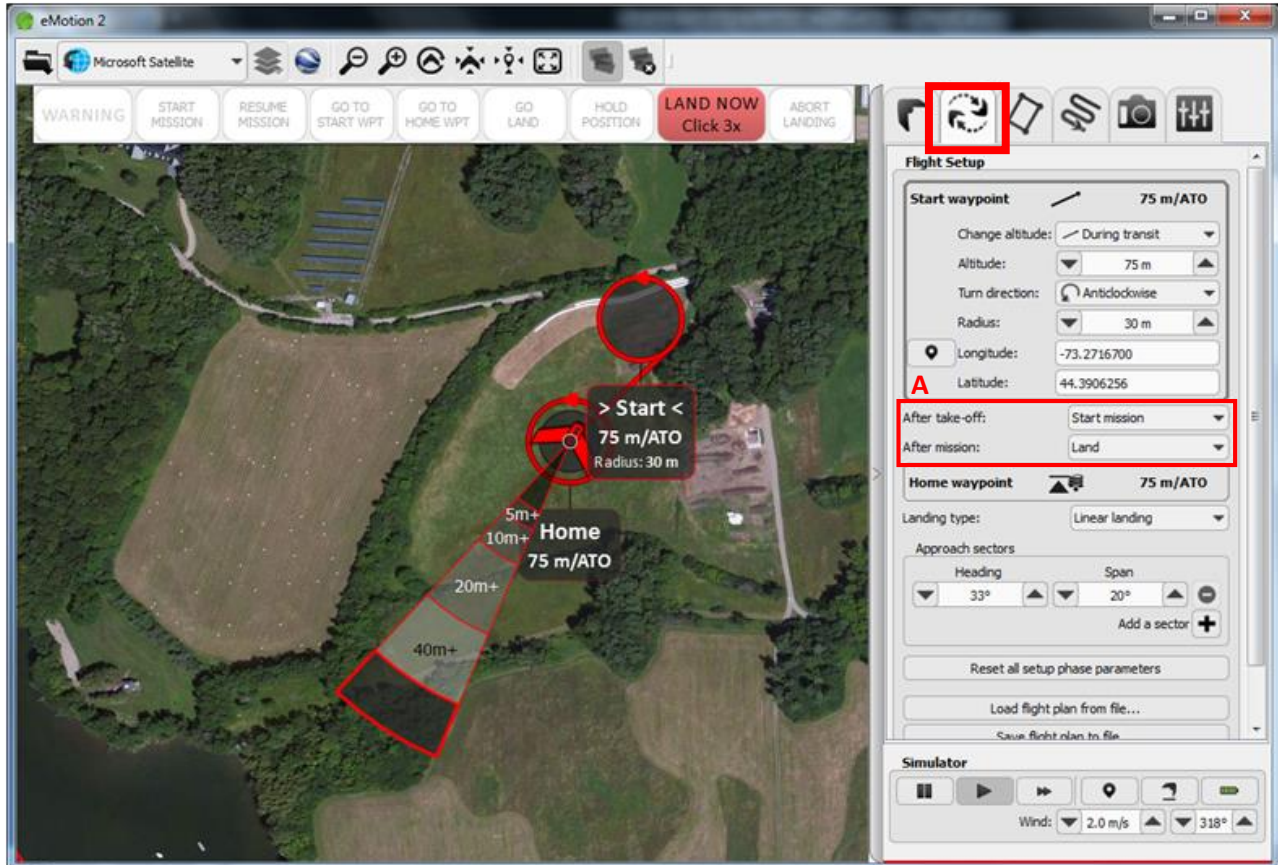 eMotion 2
Microsoft Satellite
WARNING
START
MISSION
RESUME
MISSION
GO TO
START WPT
GO TO
HOME WPT
GO
LAND
HOLD
POSITION
LAND NOW
Click 3x
ABORT
LANDING
> Start <
75 m/ATO
Radius: 30 m
Home
75 m/ATO
5m+
10m+
20m+
40m+
Flight Setup
Start waypoint 75 m/ATO
Change altitude: During transit
Altitude: 75 m
Turn direction: Anticlockwise
Radius: 30 m
Longitude: -73.2716700
A Latitude: 44.3906256
After take-off: Start mission
After mission: Land
Home waypoint 75 m/ATO
Landing type: Linear landing
Approach sectors
Heading Span
33° 20°
Add a sector
Reset all setup phase parameters
Load flight plan from file...
Save flight plan to file
Simulator
Wind: 2.0 m/s 318°